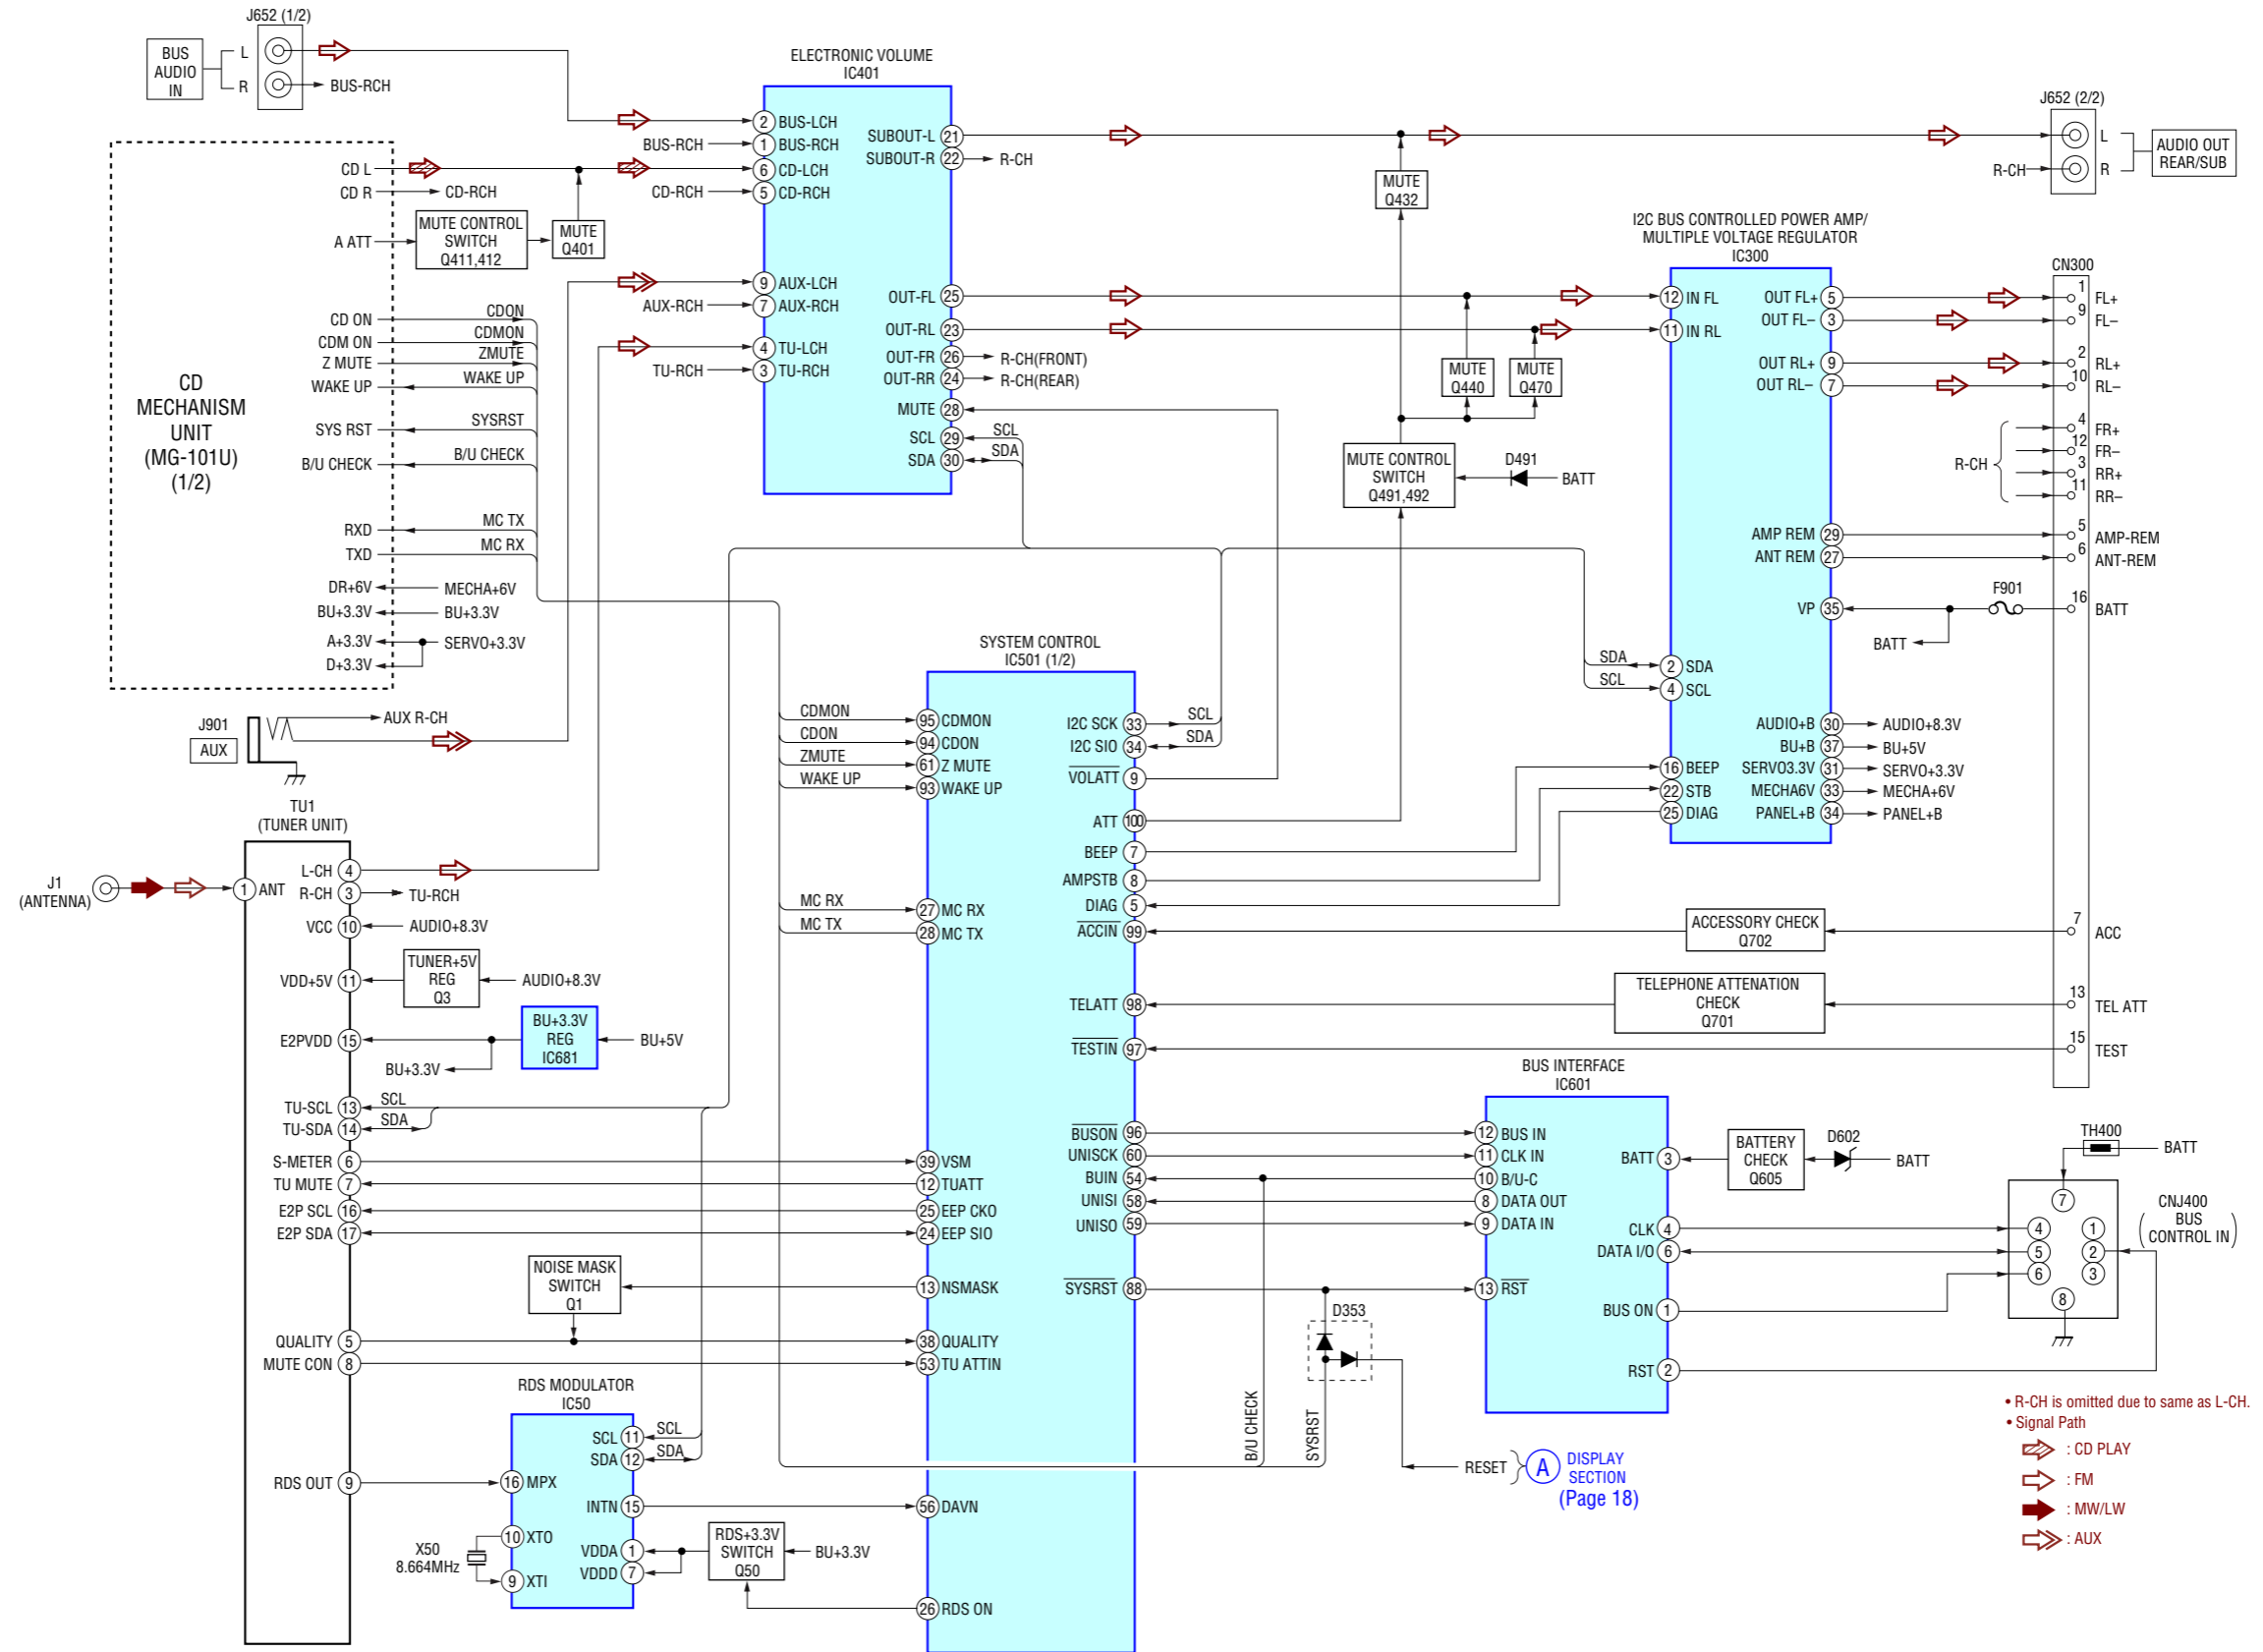 J652 (1/2)
BUS
AUDIO
IN
L
R
BUS-RCH
ELECTRONIC VOLUME
IC401
2 BUS-LCH
BUS-RCH 1 BUS-RCH
6 CD-LCH
CD-RCH 5 CD-RCH
9 AUX-LCH
AUX-RCH 7 AUX-RCH
4 TU-LCH
TU-RCH 3 TU-RCH
SUBOUT-L 21
SUBOUT-R 22 R-CH
OUT-FL 25
OUT-RL 23
OUT-FR 26 R-CH(FRONT)
OUT-RR 24 R-CH(REAR)
MUTE 28
SCL 29 SCL
SDA 30 SDA
J652 (2/2)
L
R-CH R
AUDIO OUT
REAR/SUB
CD L
CD R CD-RCH
A ATT
MUTE CONTROL
SWITCH
Q411,412
MUTE
Q401
CD
MECHANISM
UNIT
(MG-101U)
(1/2)
CD ON CDON
CDM ON CDMON
Z MUTE ZMUTE
WAKE UP WAKE UP
SYS RST SYSRST
B/U CHECK B/U CHECK
RXD MC TX
TXD MC RX
DR+6V MECHA+6V
BU+3.3V BU+3.3V
A+3.3V SERVO+3.3V
D+3.3V
MUTE
Q432
MUTE
Q440
MUTE
Q470
MUTE CONTROL
SWITCH
Q491,492
D491
BATT
I2C BUS CONTROLLED POWER AMP/
MULTIPLE VOLTAGE REGULATOR
IC300
12 IN FL
11 IN RL
OUT FL+ 5
OUT FL– 3
OUT RL+ 9
OUT RL– 7
AMP REM 29
ANT REM 27
VP 35
SDA 2 SDA
SCL 4 SCL
AUDIO+B 30 AUDIO+8.3V
BU+B 37 BU+5V
SERVO3.3V 31 SERVO+3.3V
MECHA6V 33 MECHA+6V
PANEL+B 34 PANEL+B
16 BEEP
22 STB
25 DIAG
CN300
1 FL+
9 FL–
2 RL+
10 RL–
R-CH
4 FR+
12 FR–
3 RR+
11 RR–
5 AMP-REM
6 ANT-REM
F901
16 BATT
BATT
7 ACC
13 TEL ATT
15 TEST
ACCESSORY CHECK
Q702
TELEPHONE ATTENATION
CHECK
Q701
J901
AUX
AUX R-CH
SYSTEM CONTROL
IC501 (1/2)
CDMON 95 CDMON
CDON 94 CDON
ZMUTE 61 Z MUTE
WAKE UP 93 WAKE UP
MC RX 27 MC RX
MC TX 28 MC TX
39 VSM
12 TUATT
25 EEP CKO
24 EEP SIO
13 NSMASK
38 QUALITY
53 TU ATTIN
56 DAVN
26 RDS ON
I2C SCK 33 SCL
I2C SIO 34 SDA
VOLATT 9
ATT 100
BEEP 7
AMPSTB 8
DIAG 5
ACCIN 99
TELATT 98
TESTIN 97
BUSON 96
UNISCK 60
BUIN 54
UNISI 58
UNISO 59
SYSRST 88
TU1
(TUNER UNIT)
J1
(ANTENNA)
1 ANT
L-CH 4
R-CH 3 TU-RCH
VCC 10 AUDIO+8.3V
VDD+5V 11
TUNER+5V
REG
Q3
AUDIO+8.3V
E2PVDD 15
BU+3.3V
REG
IC681
BU+5V
BU+3.3V
TU-SCL 13 SCL
TU-SDA 14 SDA
S-METER 6
TU MUTE 7
E2P SCL 16
E2P SDA 17
NOISE MASK
SWITCH
Q1
QUALITY 5
MUTE CON 8
RDS OUT 9
RDS MODULATOR
IC50
SCL 11 SCL
SDA 12 SDA
16 MPX
INTN 15
10 XTO
9 XTI
VDDA 1
VDDD 7
X50
8.664MHz
RDS+3.3V
SWITCH
Q50
BU+3.3V
BUS INTERFACE
IC601
12 BUS IN
11 CLK IN
10 B/U-C
8 DATA OUT
9 DATA IN
13 RST
BATT 3
CLK 4
DATA I/O 6
BUS ON 1
RST 2
BATTERY
CHECK
Q605
D602
BATT
TH400
BATT
7
4 1
5 2
6 3
8
CNJ400
BUS
CONTROL IN
D353
B/U CHECK
SYSRST
RESET
A
DISPLAY
SECTION
(Page 18)
• R-CH is omitted due to same as L-CH.
• Signal Path
: CD PLAY
: FM
: MW/LW
: AUX